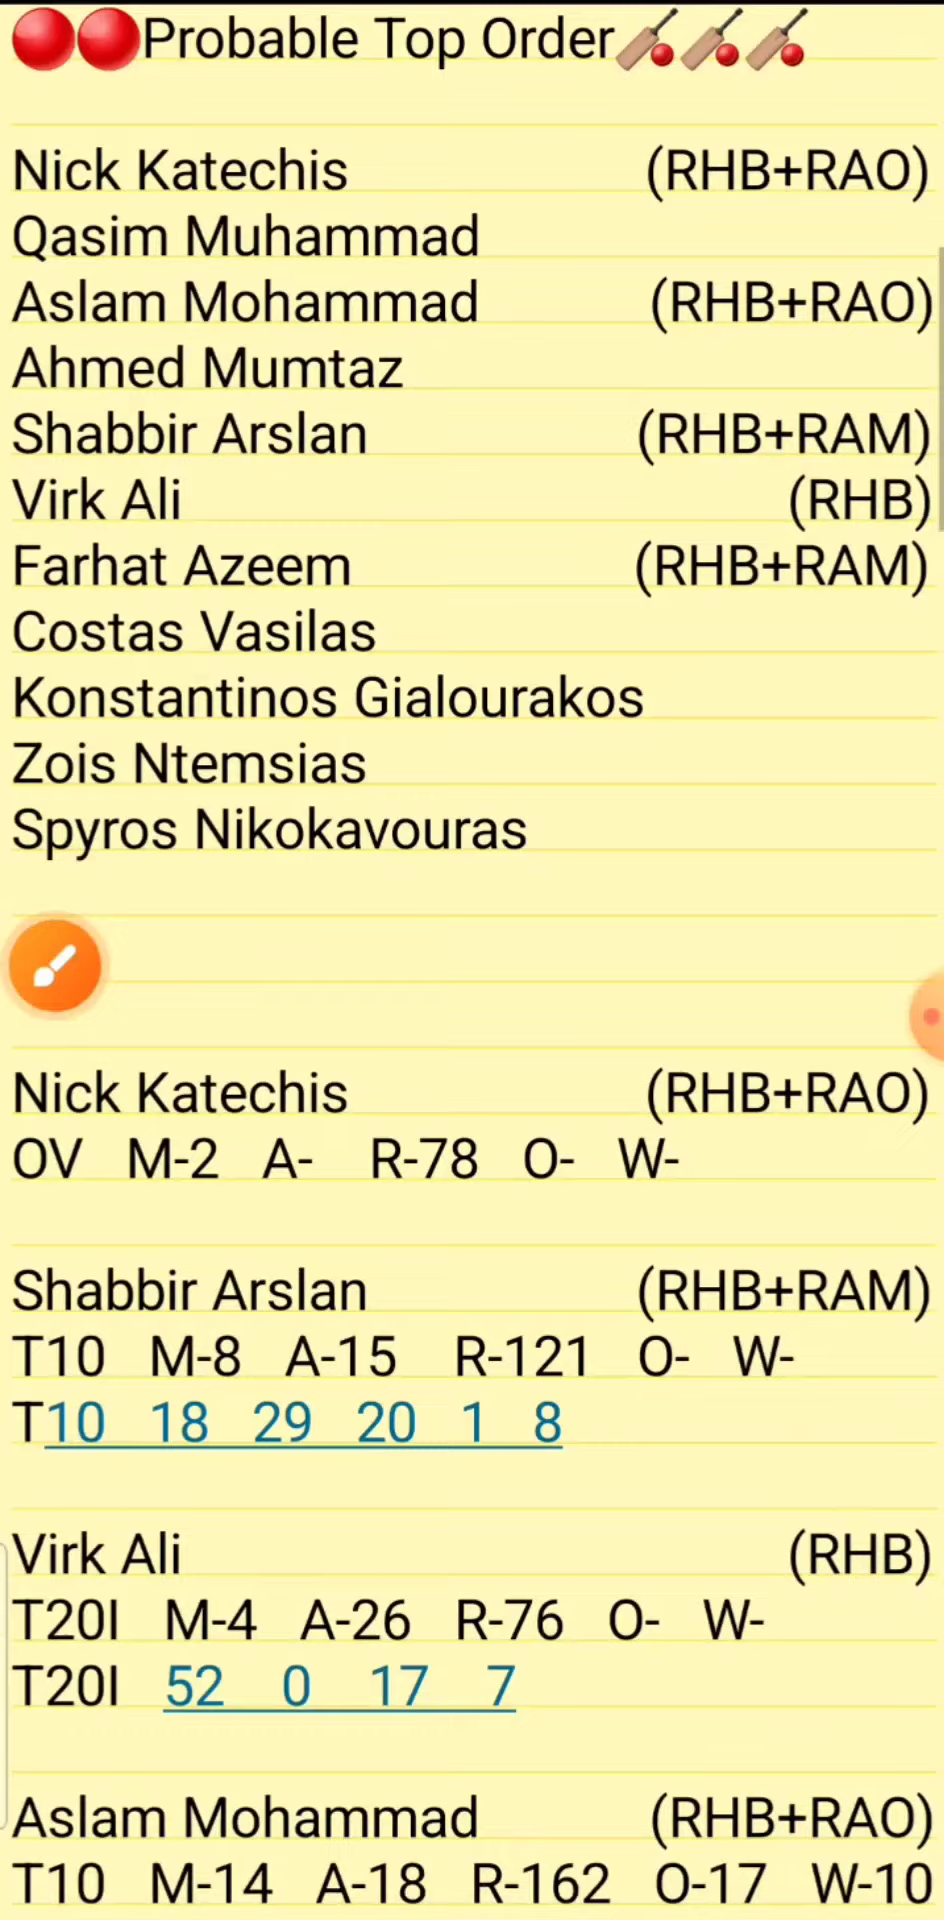 Probable Top Order
Nick Katechis (RHB+RAO)
Qasim Muhammad
Aslam Mohammad (RHB+RAO)
Ahmed Mumtaz
Shabbir Arslan (RHB+RAM)
Virk Ali (RHB)
Farhat Azeem (RHB+RAM)
Costas Vasilas
Konstantinos Gialourakos
Zois Ntemsias
Spyros Nikokavouras
Nick Katechis (RHB+RAO)
OV M-2 A- R-78 O- W-
Shabbir Arslan (RHB+RAM)
T10 M-8 A-15 R-121 O- W-
T10 18 29 20 1 8
Virk Ali (RHB)
T20I M-4 A-26 R-76 O- W-
T20I 52 0 17 7
Aslam Mohammad (RHB+RAO)
T10 M-14 A-18 R-162 O-17 W-10